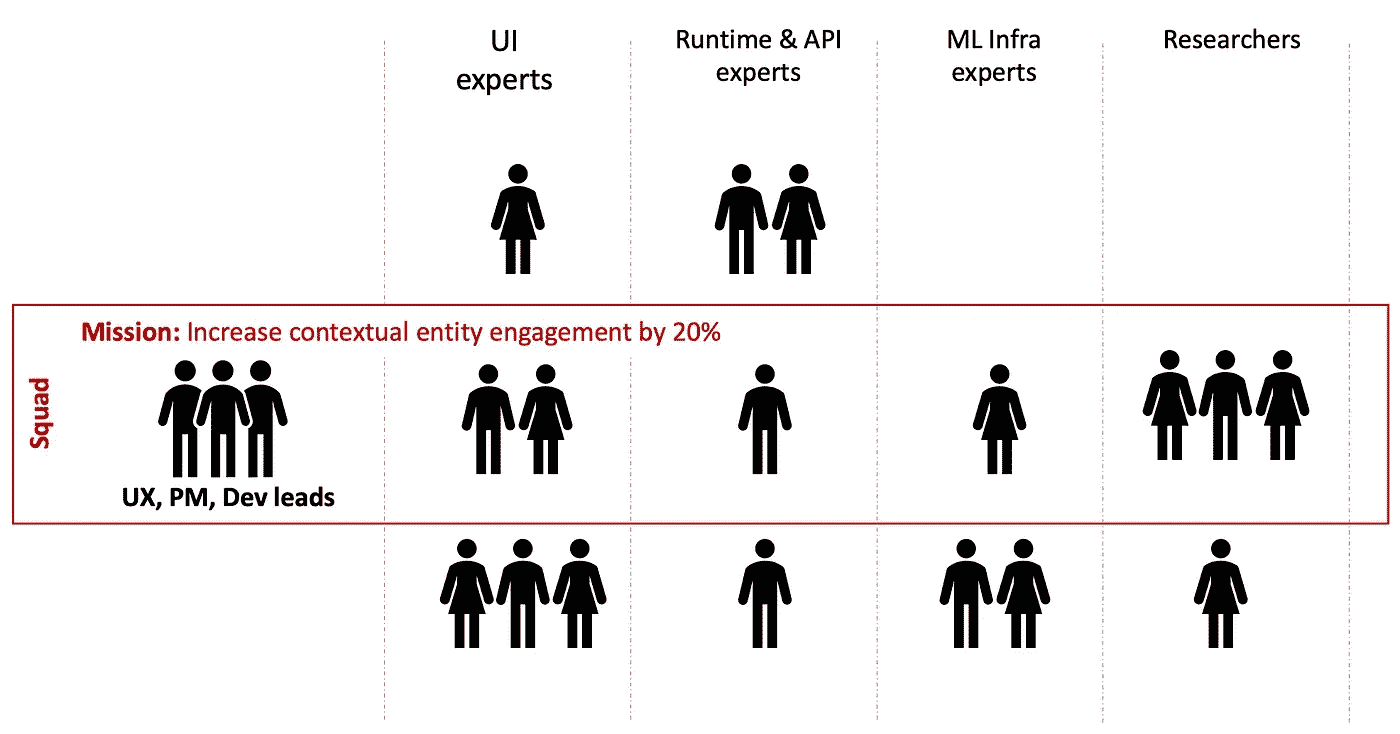 UI
experts
Runtime & API
experts
ML Infra
experts
Researchers
Mission: Increase contextual entity engagement by 20%
Squad
UX, PM, Dev leads